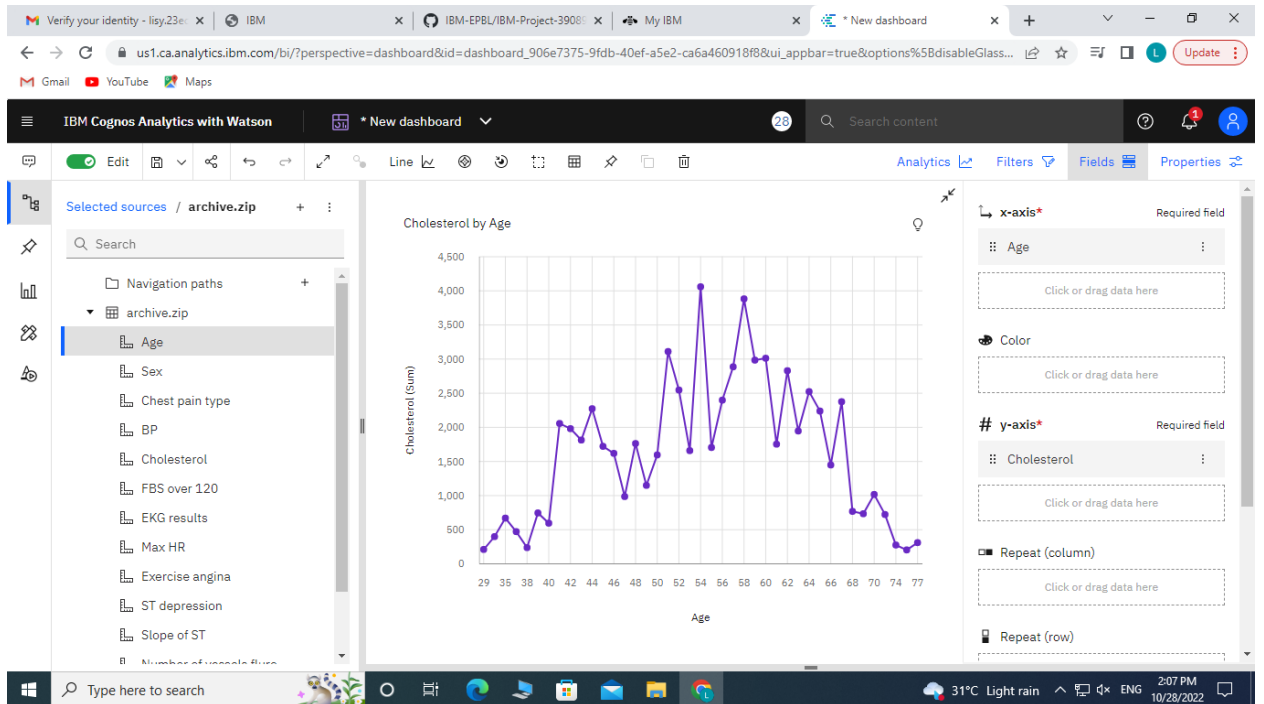 Verify your identity - lisy.23ec
IBM
IBM-EPBL/IBM-Project-39085
My IBM
* New dashboard
us1.ca.analytics.ibm.com/bi/?perspective=dashboard&id=dashboard_906e7375-9fdb-40ef-a5e2-ca6a460918f8&ui_appbar=true&options%5BdisableGlass...
L
Update
Gmail
YouTube
Maps
IBM Cognos Analytics with Watson
* New dashboard
28
Search content
1
Edit
Line
Analytics
Filters
Fields
Properties
Selected sources / archive.zip
Search
Navigation paths
archive.zip
Age
Sex
Chest pain type
BP
Cholesterol
FBS over 120
EKG results
Max HR
Exercise angina
ST depression
Slope of ST
Number of vessels fluro
Cholesterol by Age
Cholesterol (Sum)
4,500
4,000
3,500
3,000
2,500
2,000
1,500
1,000
500
0
29 35 38 40 42 44 46 48 50 52 54 56 58 60 62 64 66 68 70 74 77
Age
x-axis* Required field
Age
Click or drag data here
Color
Click or drag data here
# y-axis* Required field
Cholesterol
Click or drag data here
Repeat (column)
Click or drag data here
Repeat (row)
Type here to search
31°C Light rain
ENG
2:07 PM
10/28/2022